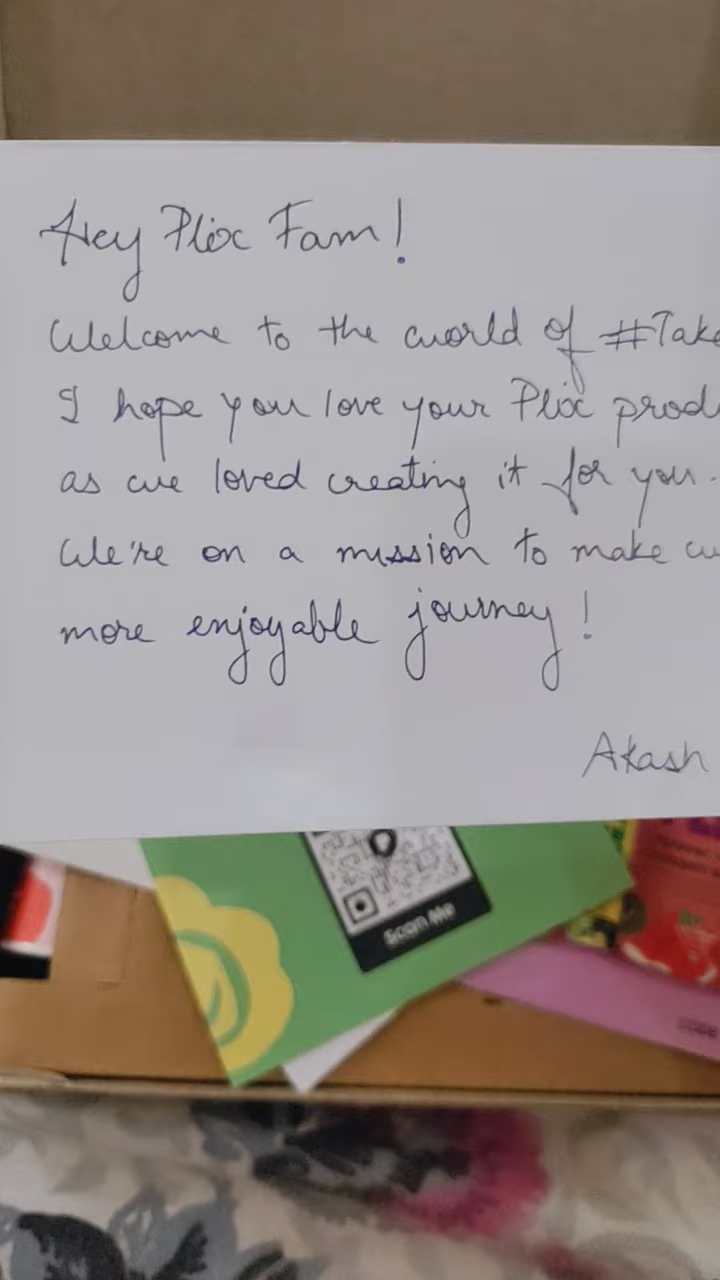 Hey Plix Fam!
Welcome to the world of #Take
I hope you love your Plix prod
as we loved creating it for you.
We're on a mission to make w
more enjoyable journey!
Akash
Scan Me